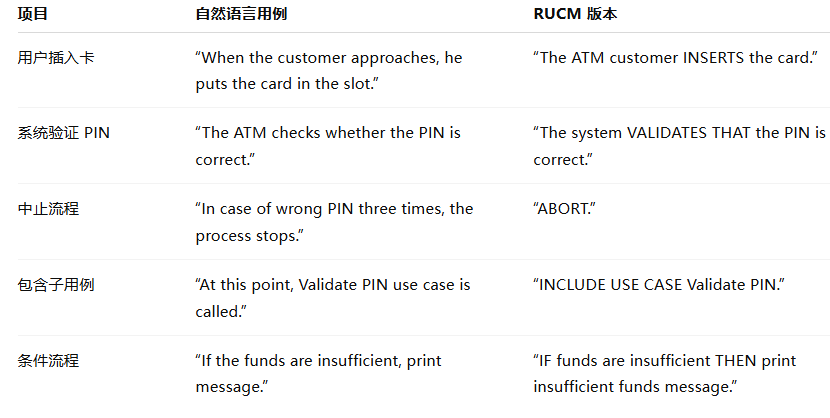 项目 自然语言用例 RUCM 版本
用户插入卡 “When the customer approaches, he “The ATM customer INSERTS the card.”
puts the card in the slot.”
系统验证 PIN “The ATM checks whether the PIN is “The system VALIDATES THAT the PIN is
correct.” correct.”
中止流程 “In case of wrong PIN three times, the “ABORT.”
process stops.”
包含子用例 “At this point, Validate PIN use case is “INCLUDE USE CASE Validate PIN.”
called.”
条件流程 “If the funds are insufficient, print “IF funds are insufficient THEN print
message.” insufficient funds message.”